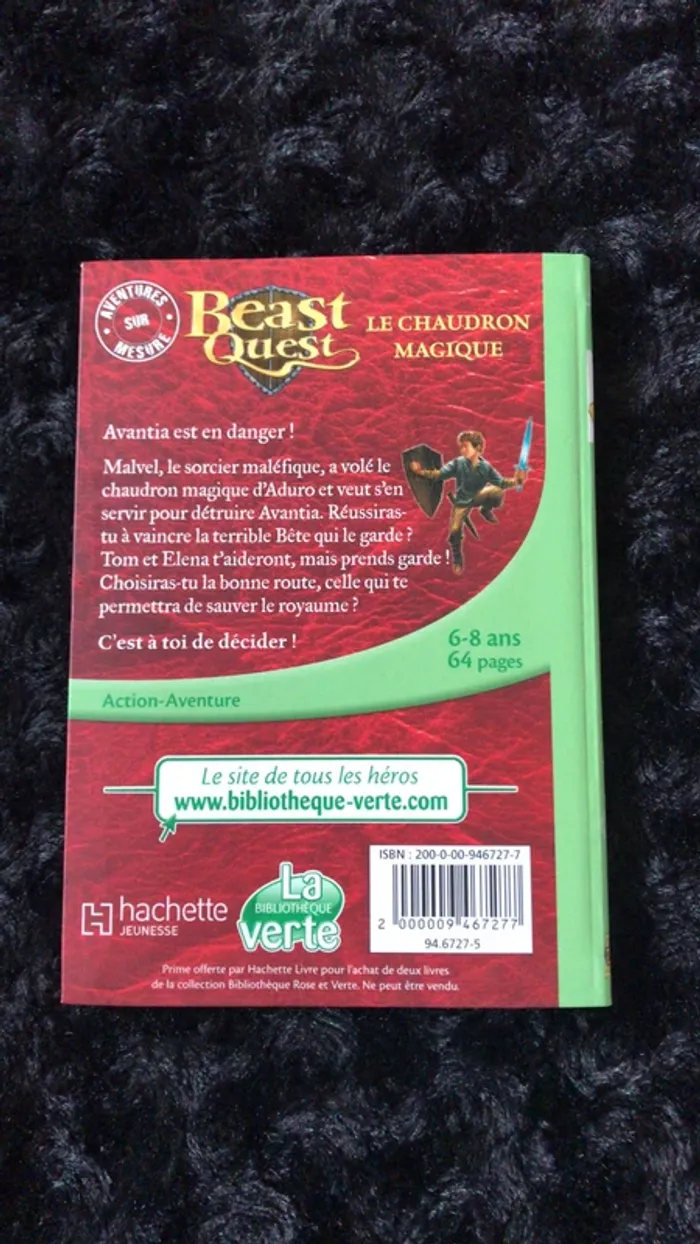 AVENTURES
SUR
MESURE
Beast
Quest
LE CHAUDRON
MAGIQUE
Avantia est en danger !
Malvel, le sorcier maléfique, a volé le
chaudron magique d'Aduro et veut s'en
servir pour détruire Avantia. Réussiras-
tu à vaincre la terrible Bête qui le garde ?
Tom et Elena t'aideront, mais prends garde !
Choisiras-tu la bonne route, celle qui te
permettra de sauver le royaume ?
C'est à toi de décider !
6-8 ans
64 pages
Action-Aventure
Le site de tous les héros
www.bibliotheque-verte.com
ISBN : 200-0-00-946727-7
2 000009 467277
94.6727-5
hachette
JEUNESSE
La
BIBLIOTHÈQUE
verte
Prime offerte par Hachette Livre pour l'achat de deux livres
de la collection Bibliothèque Rose et Verte. Ne peut être vendu.